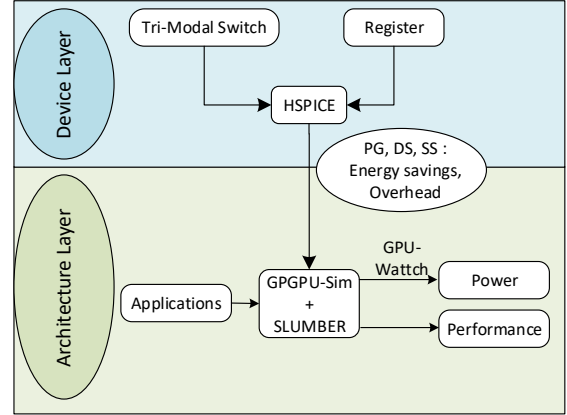 Tri-Modal Switch
Register
Device Layer
HSPICE
PG, DS, SS :
Energy savings,
Overhead
Architecture Layer
Applications
GPGPU-Sim
+
SLUMBER
GPU-
Wattch
Power
Performance